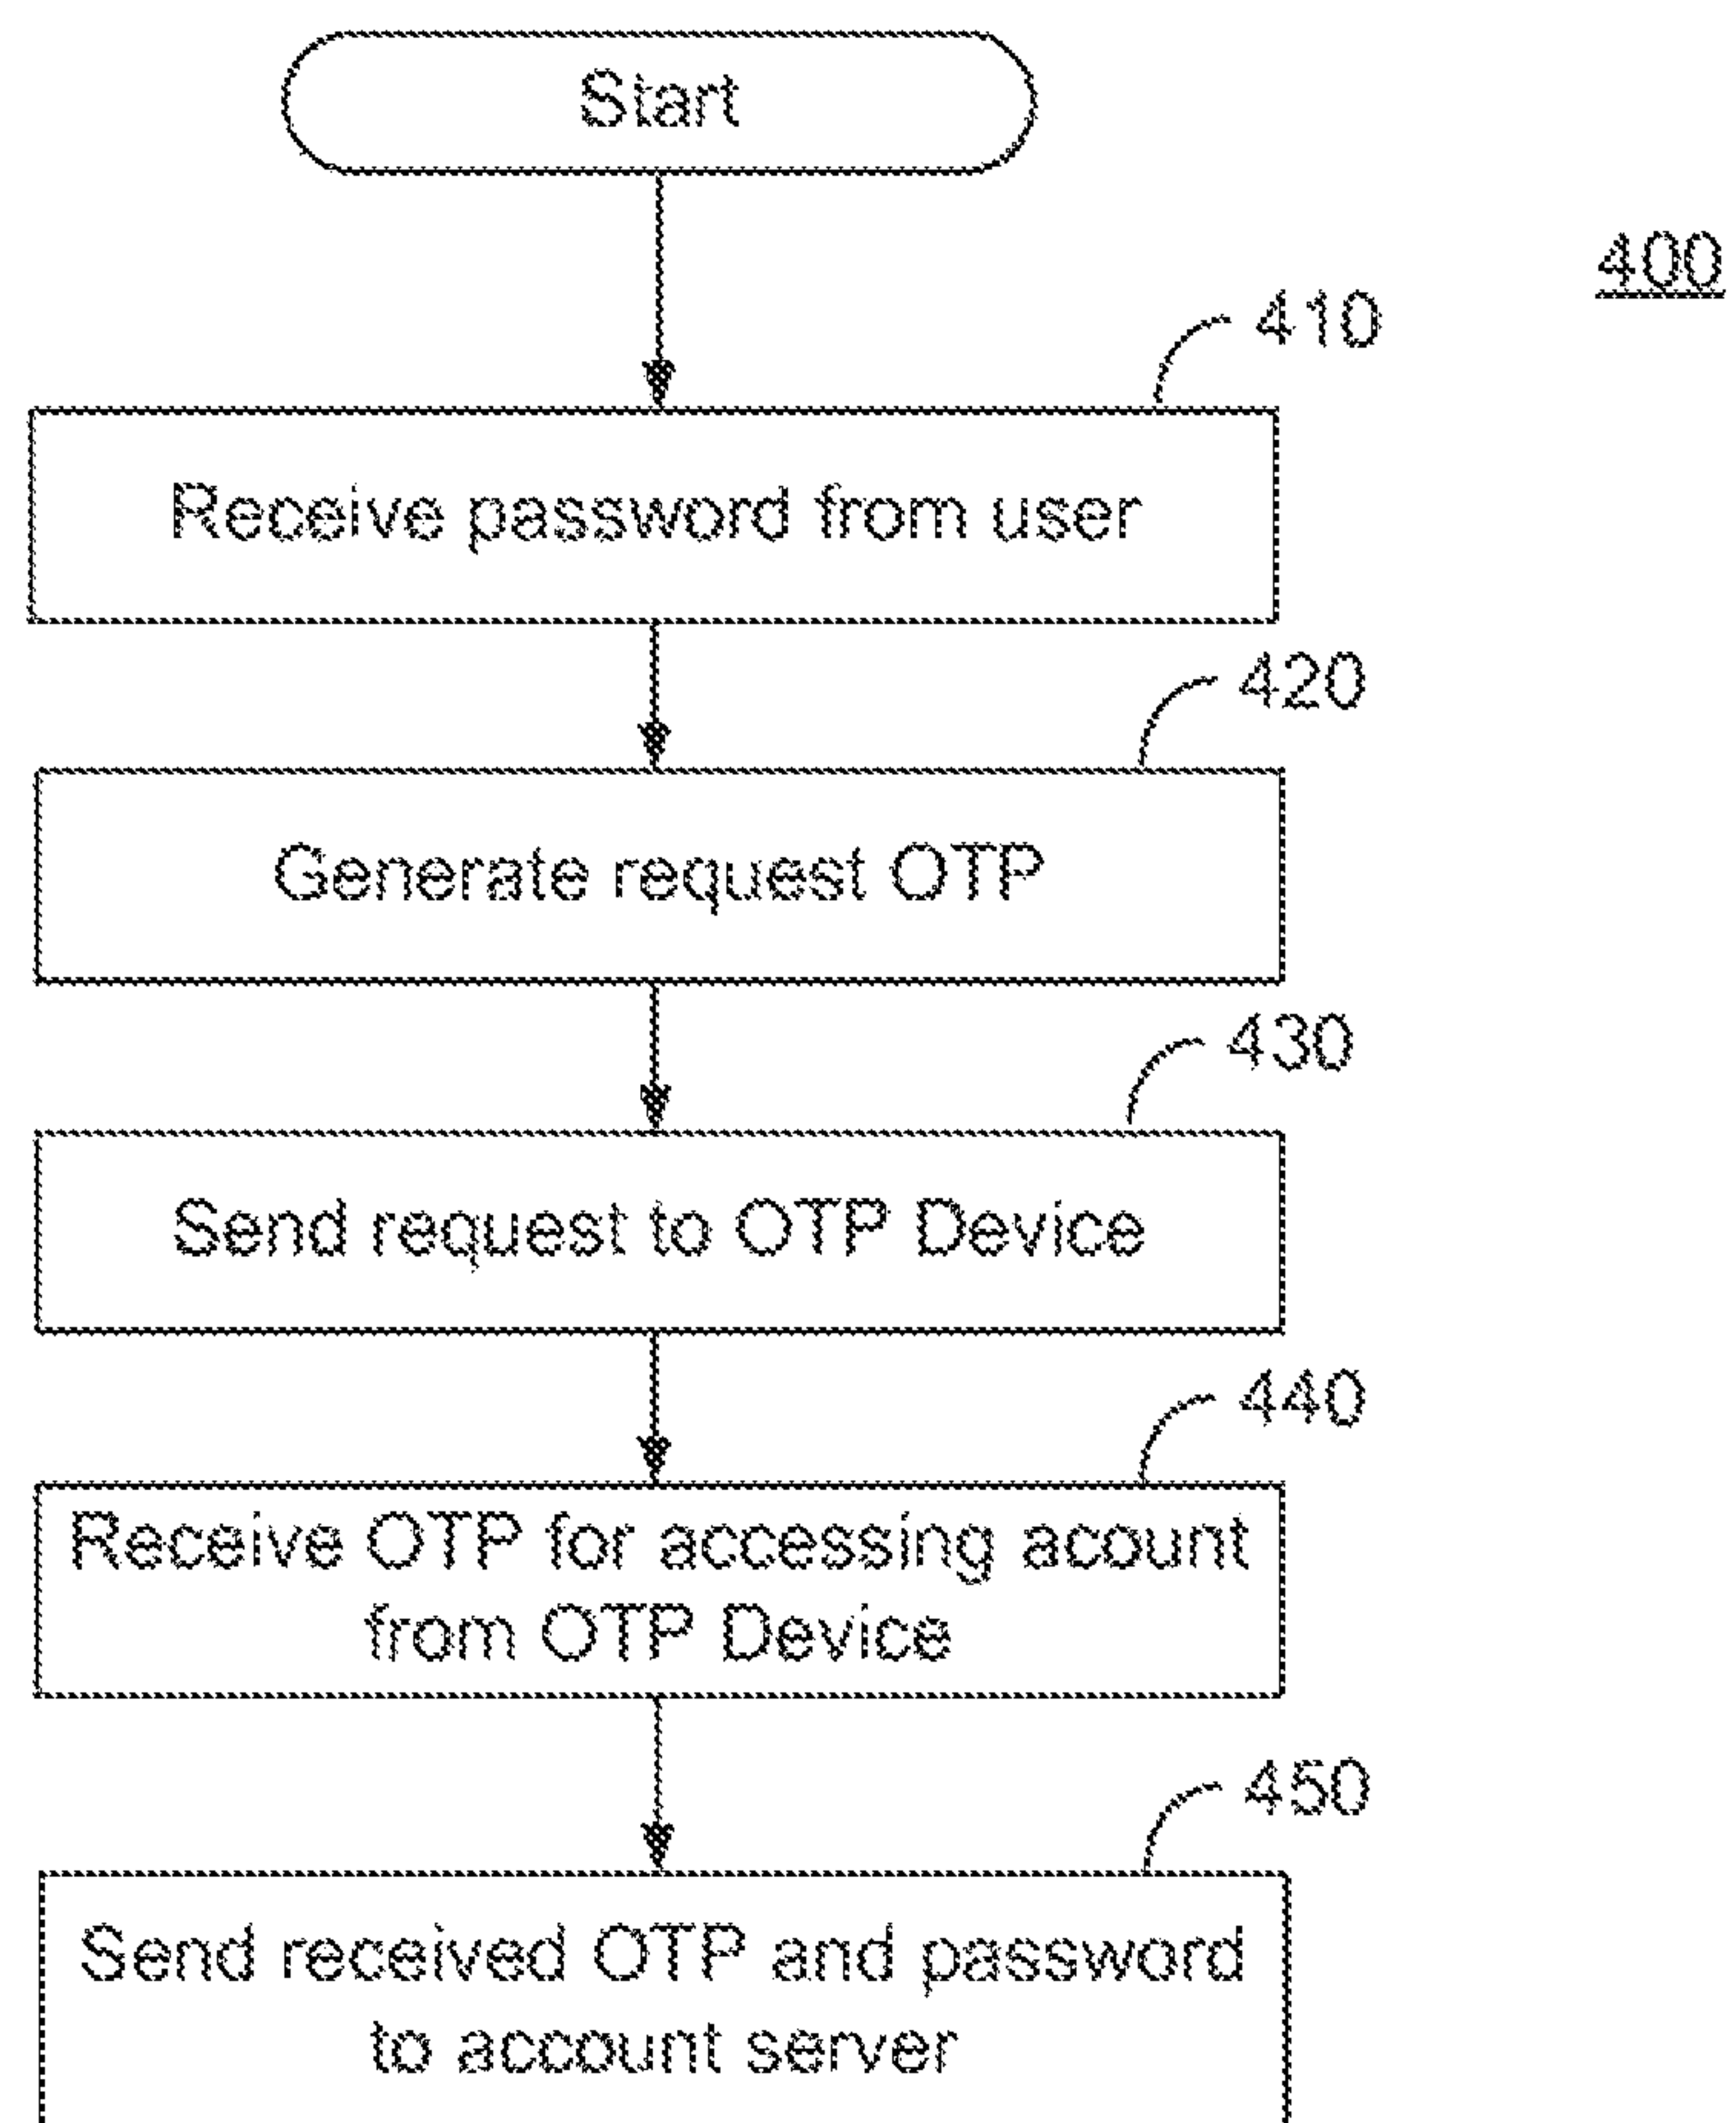 Start
400
410
Receive password from user
420
Generate request OTP
430
Send request to OTP Device
440
Receive OTP for accessing acount
from OTP Device
450
Send received OTP and password
to account server